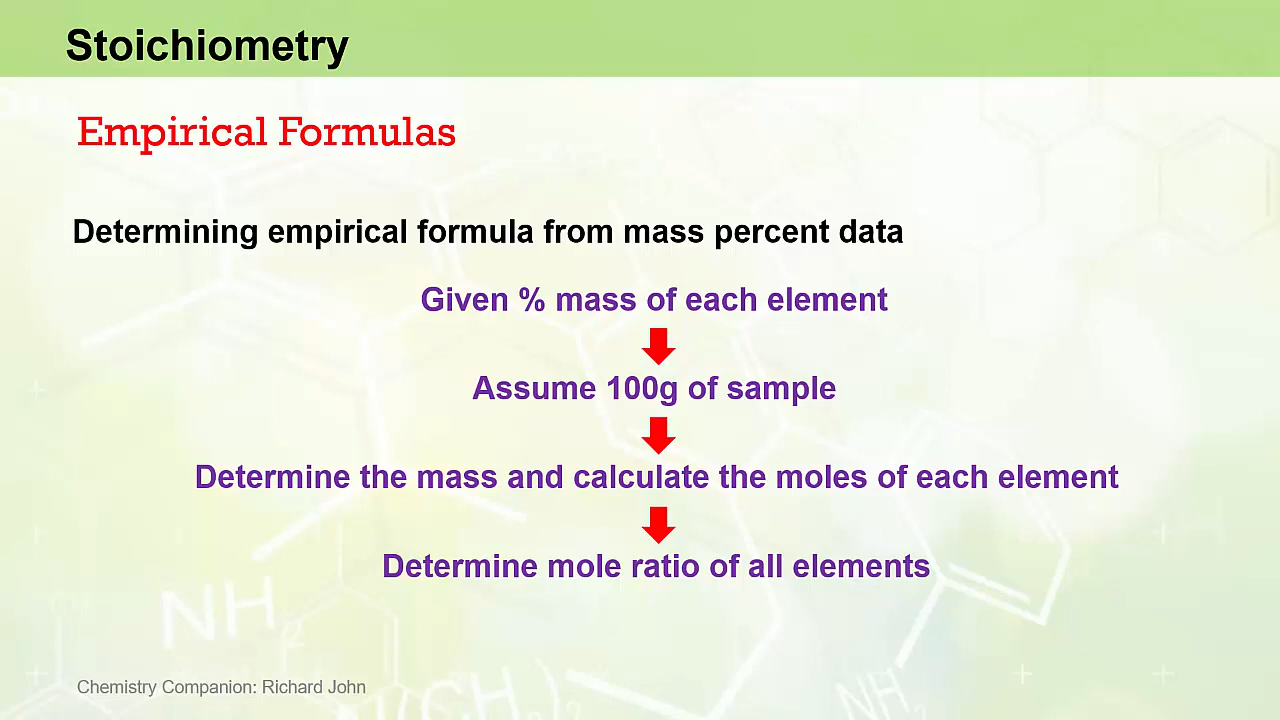 Stoichiometry
Empirical Formulas
Determining empirical formula from mass percent data
Given % mass of each element
Assume 100g of sample
Determine the mass and calculate the moles of each element
Determine mole ratio of all elements
NH2
NH
Chemistry Companion: Richard John